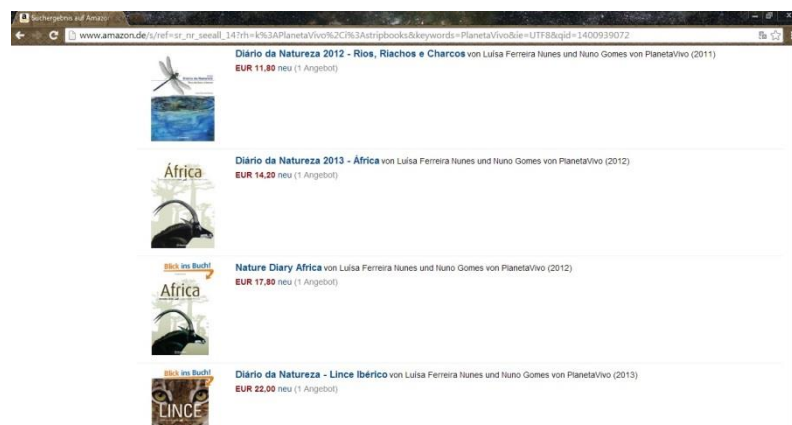 Suchergebnis auf Amazon
www.amazon.de/s/ref=sr_nr_seeall_14?rh=k%3APlanetaVivo%2Ci%3Astripbooks&keywords=PlanetaVivo&ie=UTF8&qid=1400939072
Diário da Natureza 2012 - Rios, Riachos e Charcos von Luísa Ferreira Nunes und Nuno Gomes von PlanetaVivo (2011)
EUR 11,80 neu (1 Angebot)
Diário da Natureza 2013 - África von Luísa Ferreira Nunes und Nuno Gomes von PlanetaVivo (2012)
EUR 14,20 neu (1 Angebot)
África
Blick ins Buch!
Nature Diary Africa von Luisa Ferreira Nunes und Nuno Gomes von PlanetaVivo (2012)
EUR 17,80 neu (1 Angebot)
Africa
Blick ins Buch!
Diário da Natureza - Lince Ibérico von Luísa Ferreira Nunes und Nuno Gomes von PlanetaVivo (2013)
EUR 22,00 neu (1 Angebot)
LINCE